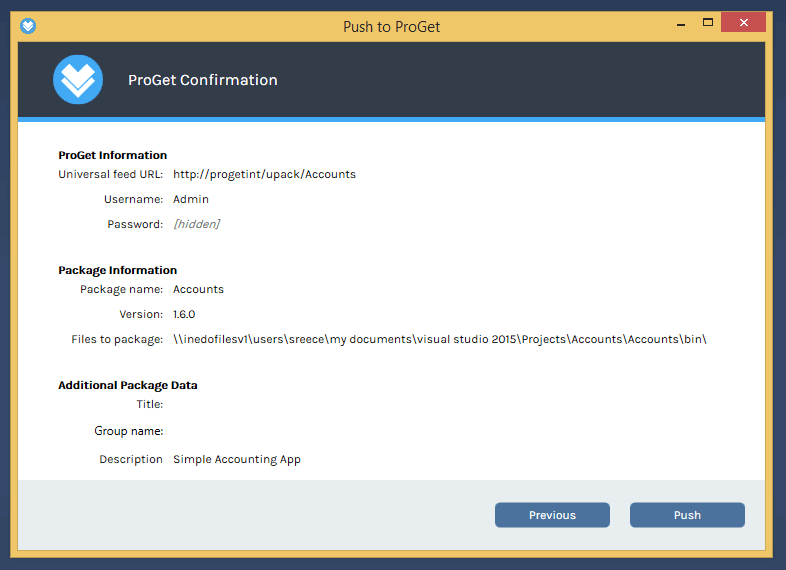 Push to ProGet
ProGet Confirmation
ProGet Information
Universal feed URL: http://progetint/upack/Accounts
Username: Admin
Password: [hidden]
Package Information
Package name: Accounts
Version: 1.6.0
Files to package: \\inedofilesv1\users\sreece\my documents\visual studio 2015\Projects\Accounts\Accounts\bin\
Additional Package Data
Title:
Group name:
Description Simple Accounting App
Previous Push